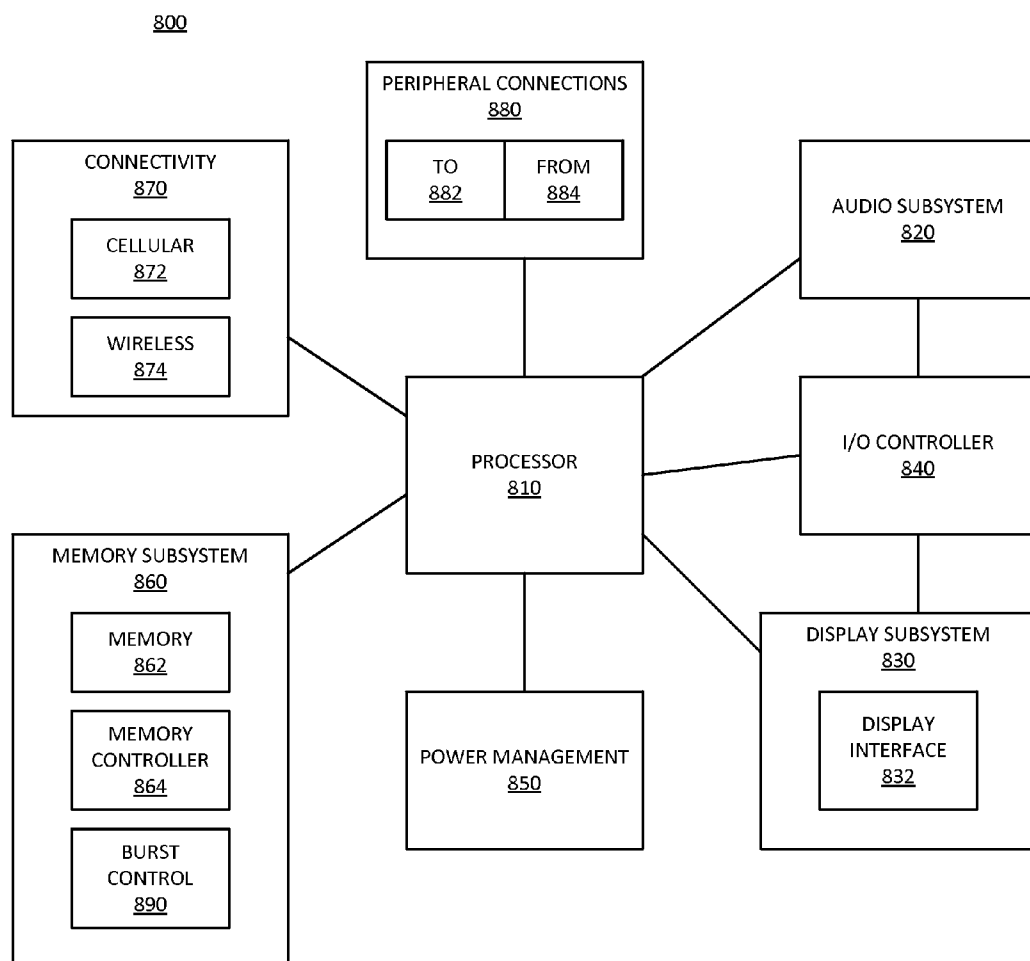 800
PERIPHERAL CONNECTIONS
880
TO
882
FROM
884
CONNECTIVITY
870
CELLULAR
872
WIRELESS
874
AUDIO SUBSYSTEM
820
PROCESSOR
810
I/O CONTROLLER
840
MEMORY SUBSYSTEM
860
MEMORY
862
MEMORY
CONTROLLER
864
BURST
CONTROL
890
POWER MANAGEMENT
850
DISPLAY SUBSYSTEM
830
DISPLAY
INTERFACE
832